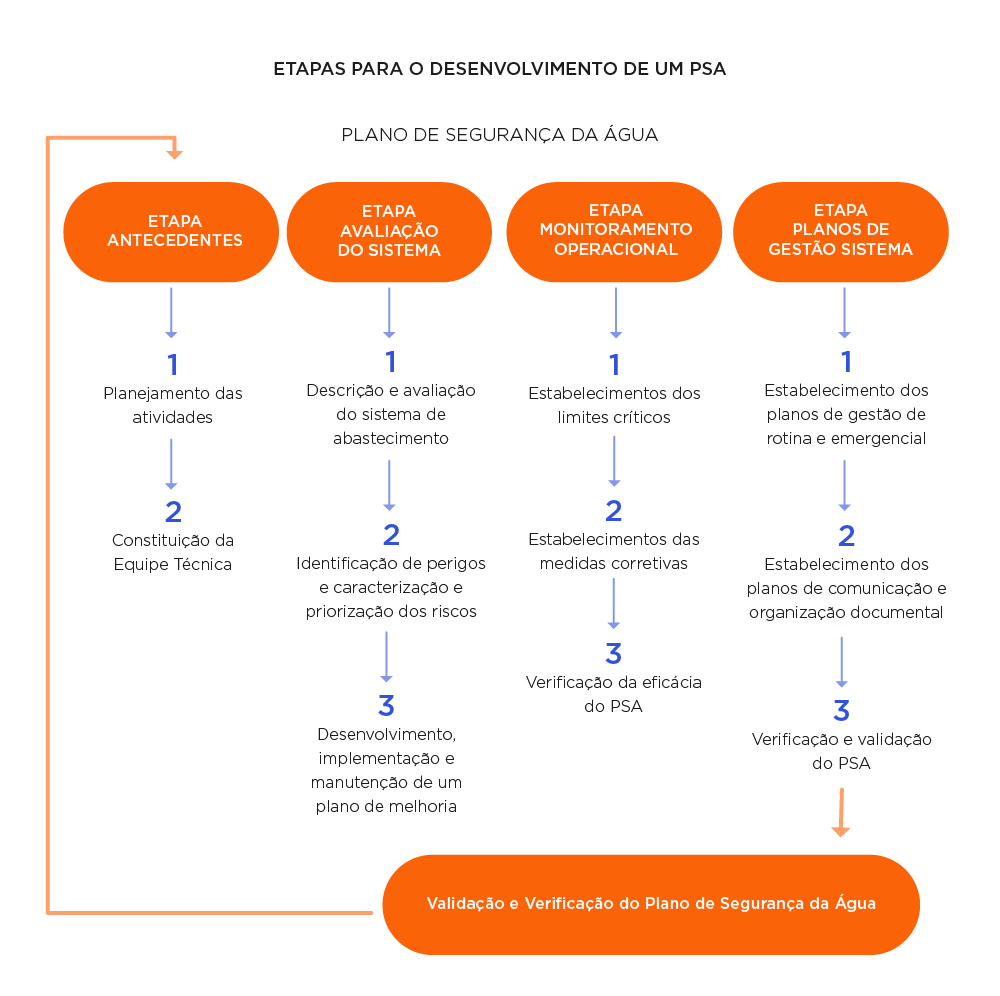 ETAPAS PARA O DESENVOLVIMENTO DE UM PSA
PLANO DE SEGURANÇA DA ÁGUA
ETAPA
ANTECEDENTES
1
Planejamento das
atividades
2
Constituição da
Equipe Técnica
ETAPA
AVALIAÇÃO
DO SISTEMA
1
Descrição e avaliação
do sistema de
abastecimento
2
Identificação de perigos
e caracterização e
priorização dos riscos
3
Desenvolvimento,
implementação e
manutenção de um
plano de melhoria
ETAPA
MONITORAMENTO
OPERACIONAL
1
Estabelecimentos dos
limites críticos
2
Estabelecimentos das
medidas corretivas
3
Verificação da eficácia
do PSA
ETAPA
PLANOS DE
GESTÃO SISTEMA
1
Estabelecimento dos
planos de gestão de
rotina e emergencial
2
Estabelecimento dos
planos de comunicação e
organização documental
3
Verificação e validação
do PSA
Validação e Verificação do Plano de Segurança da Água